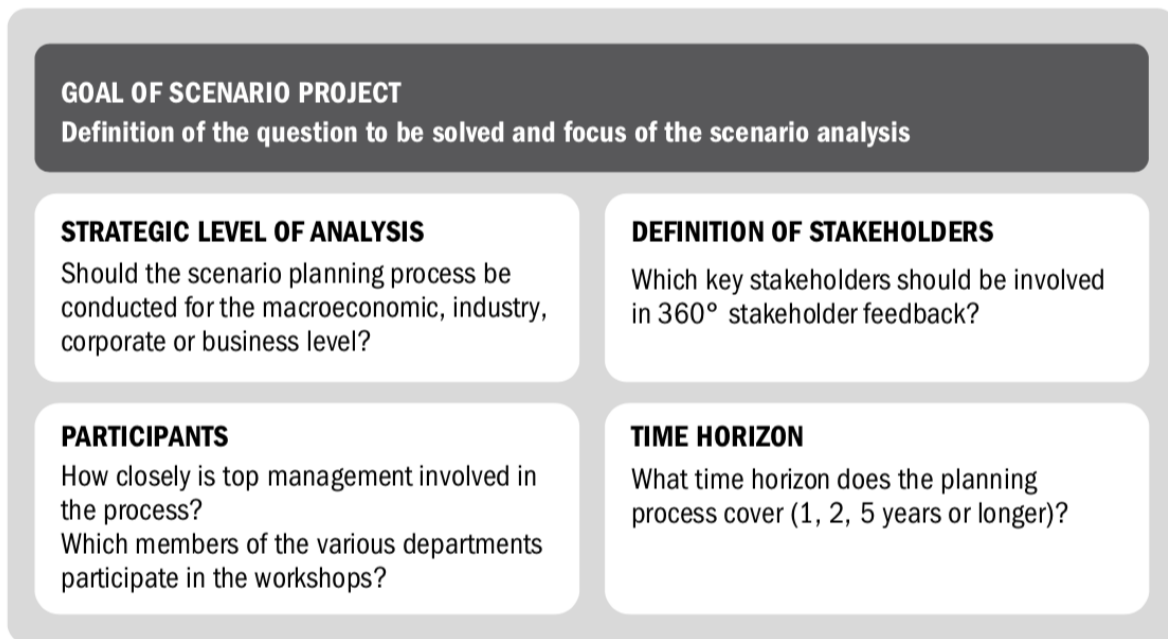 GOAL OF SCENARIO PROJECT
Definition of the question to be solved and focus of the scenario analysis
STRATEGIC LEVEL OF ANALYSIS
Should the scenario planning process be
conducted for the macroeconomic, industry,
corporate or business level?
DEFINITION OF STAKEHOLDERS
Which key stakeholders should be involved
in 360° stakeholder feedback?
PARTICIPANTS
How closely is top management involved in
the process?
Which members of the various departments
participate in the workshops?
TIME HORIZON
What time horizon does the planning
process cover (1, 2, 5 years or longer)?